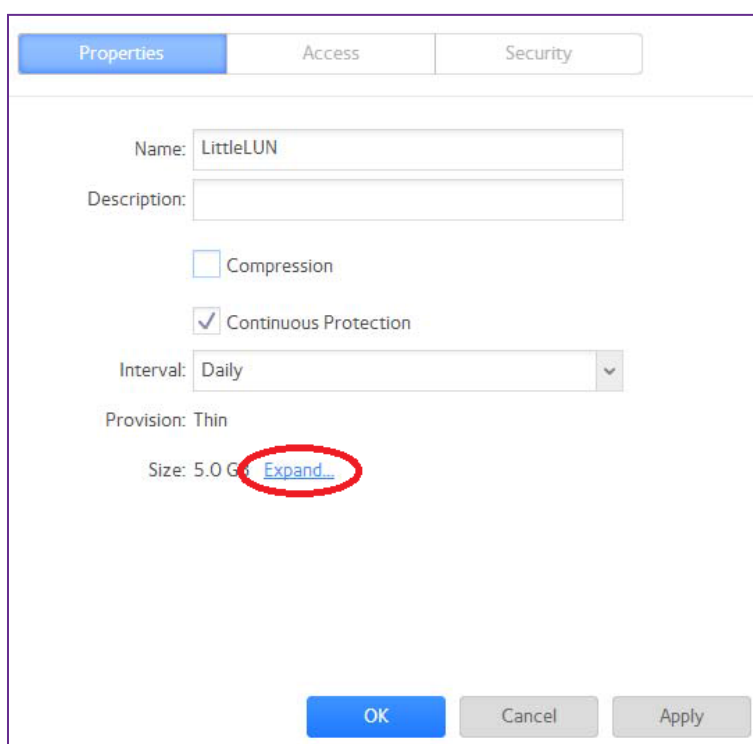 Properties Access Security
Name: LittleLUN
Description:
Compression
Continuous Protection
Interval: Daily
Provision: Thin
Size: 5.0 GB Expand...
OK Cancel Apply